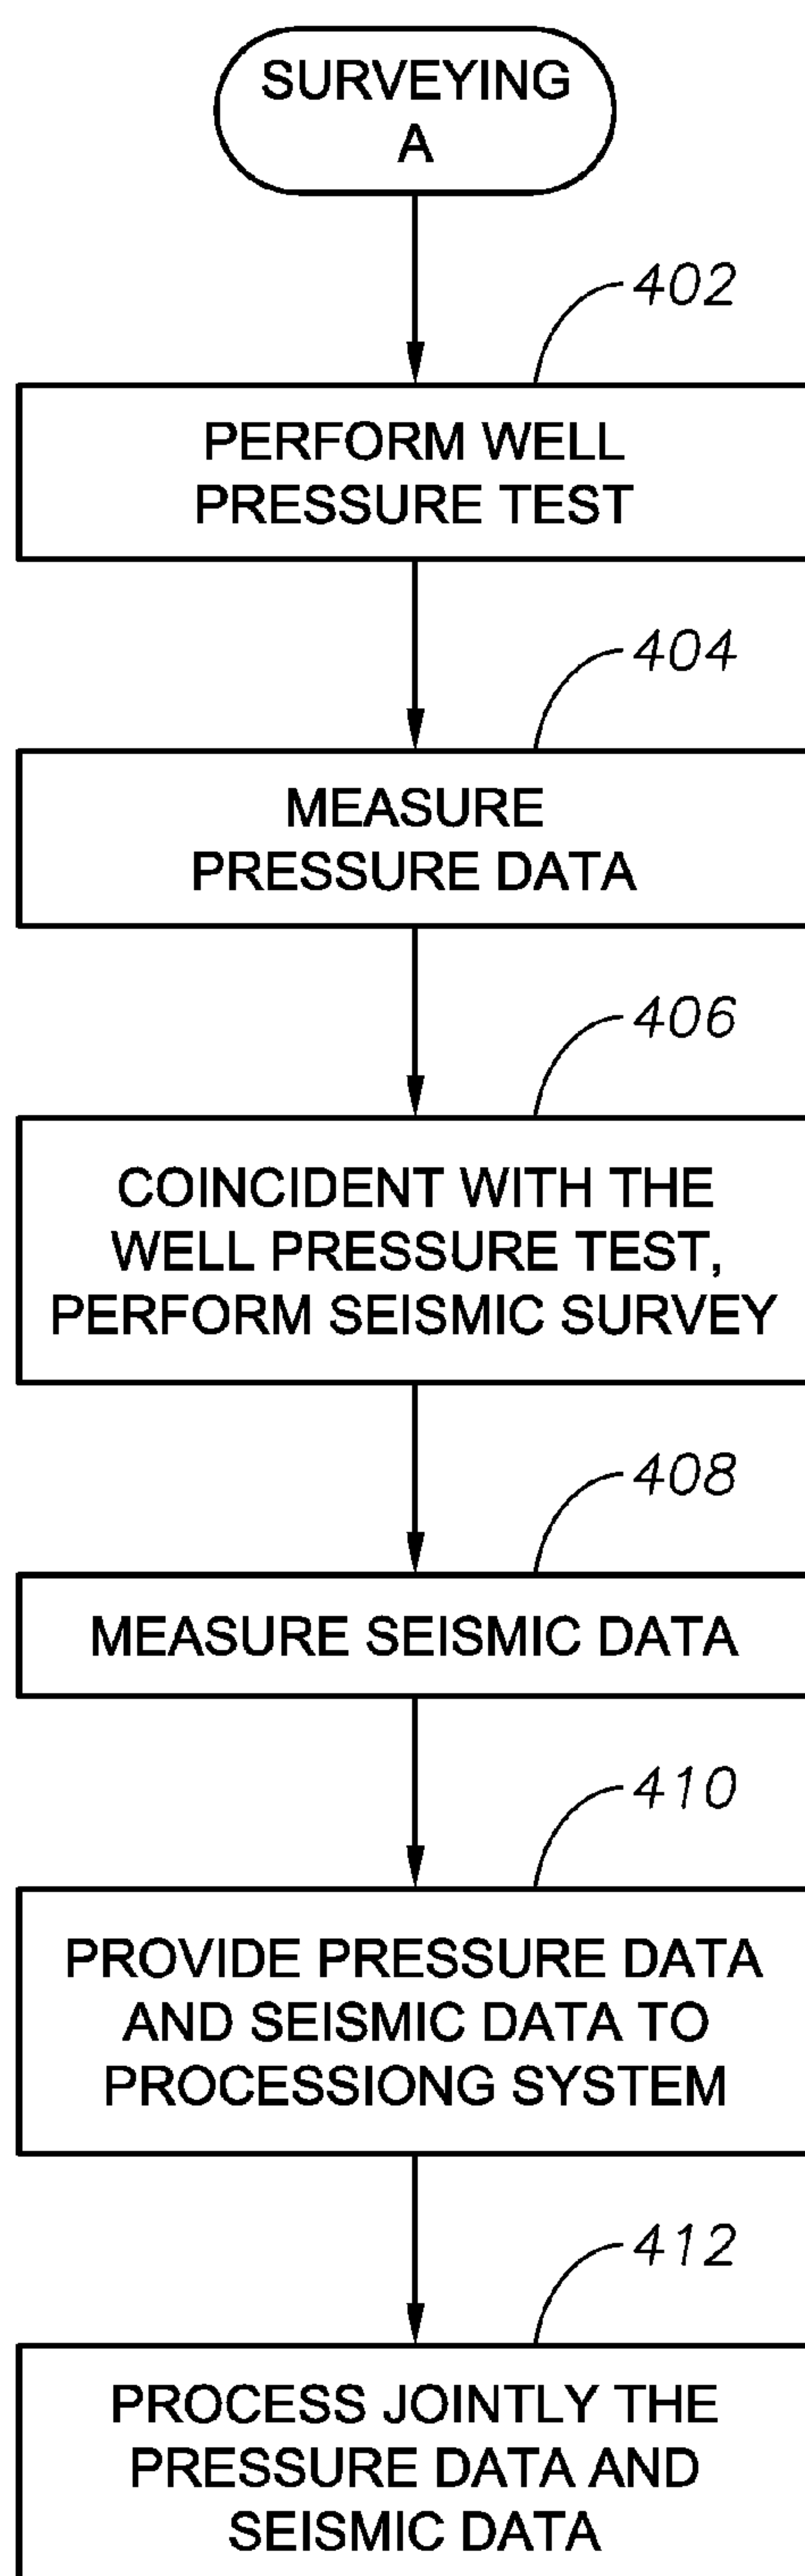 SURVEYING
A
402
PERFORM WELL
PRESSURE TEST
404
MEASURE
PRESSURE DATA
406
COINCIDENT WITH THE
WELL PRESSURE TEST,
PERFORM SEISMIC SURVEY
408
MEASURE SEISMIC DATA
410
PROVIDE PRESSURE DATA
AND SEISMIC DATA TO
PROCESSIONG SYSTEM
412
PROCESS JOINTLY THE
PRESSURE DATA AND
SEISMIC DATA